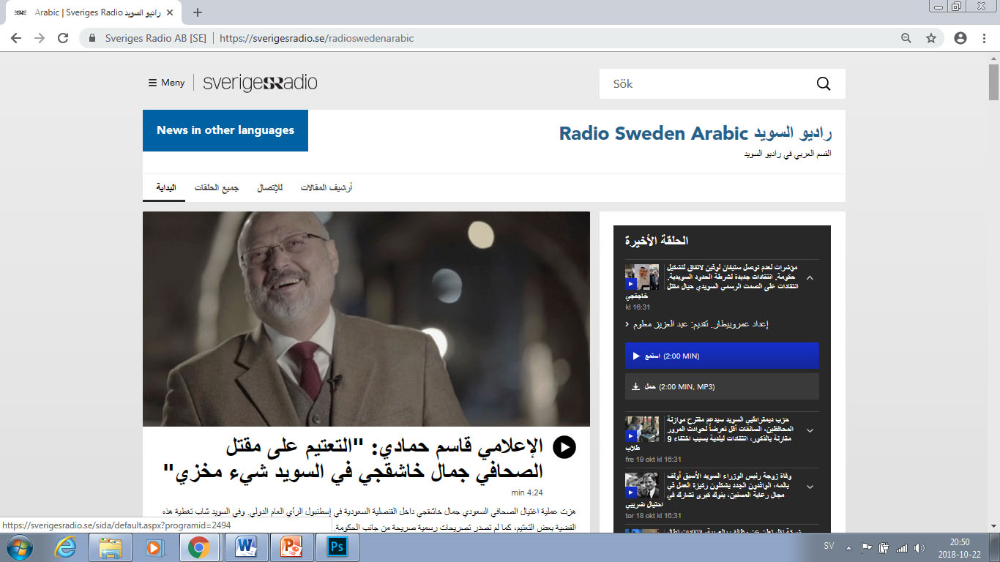 Arabic | Sveriges Radio راديو السويد
Sveriges Radio AB [SE] | https://sverigesradio.se/radioswedenarabic
Meny
sverigesRadio
Sök
News in other languages
Radio Sweden Arabic راديو السويد
القسم العربي في راديو السويد
البداية
جميع الحلقات
للإتصال
أرشيف المقالات
الإعلامي قاسم حمادي: "التعتيم على مقتل
الصحافي جمال خاشقجي في السويد شيء مخزي"
min 4:24
هزت عملية اغتيال الصحافي السعودي جمال خاشقجي داخل القنصلية السعودية في إسطنبول الرأي العام الدولي. وفي السويد شاب تغطية هذه
القضية بعض التعتيم، كما لم تصدر تصريحات رسمية صريحة من جانب الحكومة.
الحلقة الأخيرة
مؤشرات لعدم توصل ستيفان لوفين لاتفاق لتشكيل
حكومة. انتقادات جديدة لشرطة الحدود السويدية.
انتقادات على الصمت الرسمي السويدي حيال مقتل
خاجقجي
kl 16:31
إعداد عمروبيطار. تقديم: عبد العزيز معلوم
استمع (2:00 MIN)
حمل (2:00 MIN, MP3)
حزب ديمقراطيي السويد سيدعم مقترح موازنة
المحافظين، السائقات أقل تعرضاً لحوادث المرور
مقارنة بالذكور، انتقادات لبلدية بسبب اختفاء 9
طلاب
fre 19 okt kl 16:31
وفاة زوجة رئيس الوزراء السويد الأسبق أولف
بالمه، الوافدون الجدد يشكلون ركيزة العمل في
مجال رعاية المسنين، بنوك كبرى تشارك في
احتيال ضريبي
tor 18 okt kl 16:31
https://sverigesradio.se/sida/default.aspx?programid=2494
SV
20:50
2018-10-22